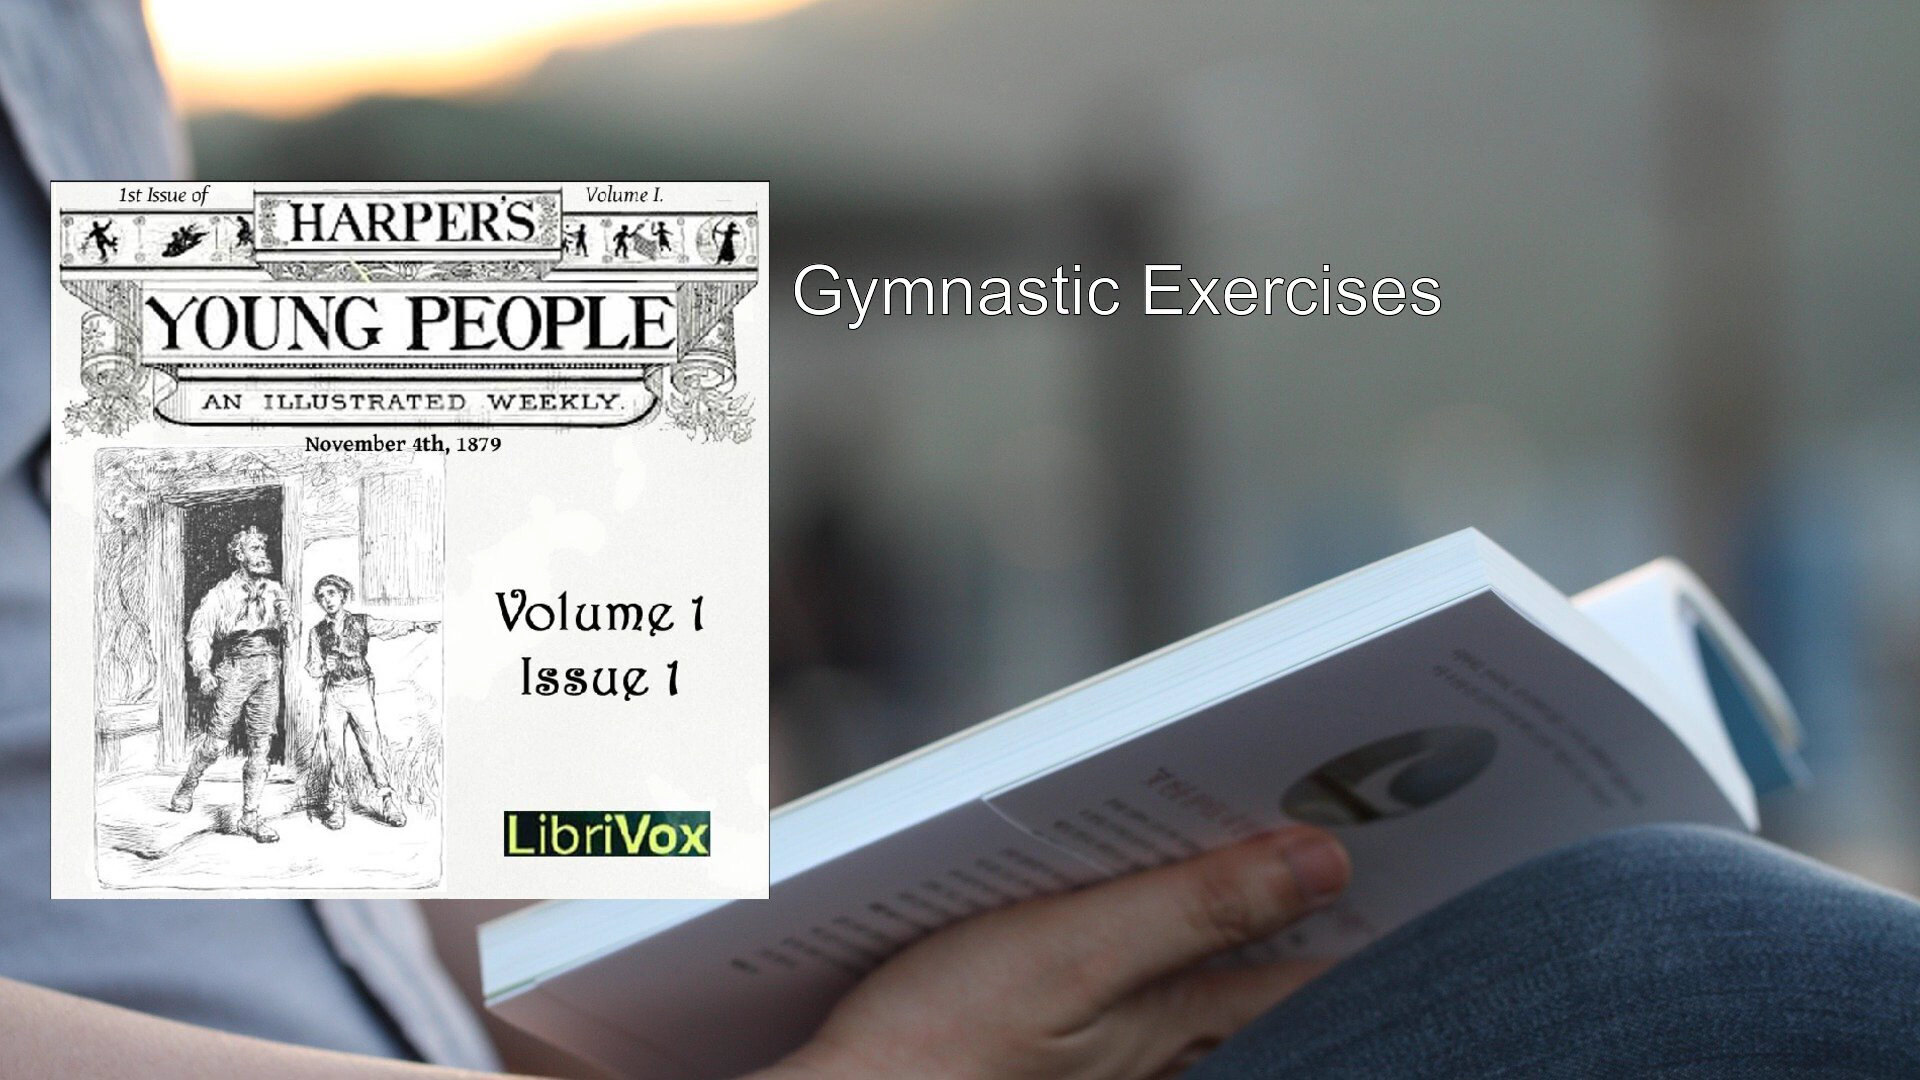 1st Issue of
Volume I.
HARPER'S
YOUNG PEOPLE
AN ILLUSTRATED WEEKLY.
November 4th, 1879
Volume 1
Issue 1
LibriVox
Gymnastic Exercises